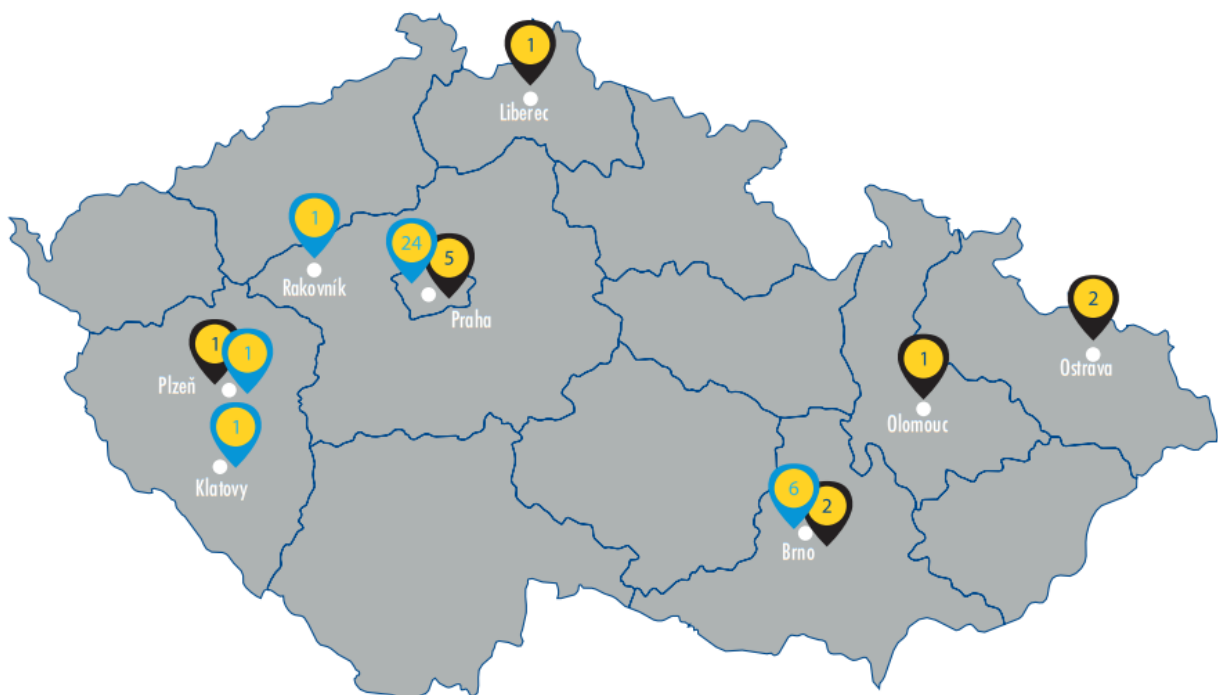 1
Liberec
1
Rakovník
24
5
Praha
1
1
Plzeň
1
Klatovy
2
Ostrava
1
Olomouc
6
2
Brno